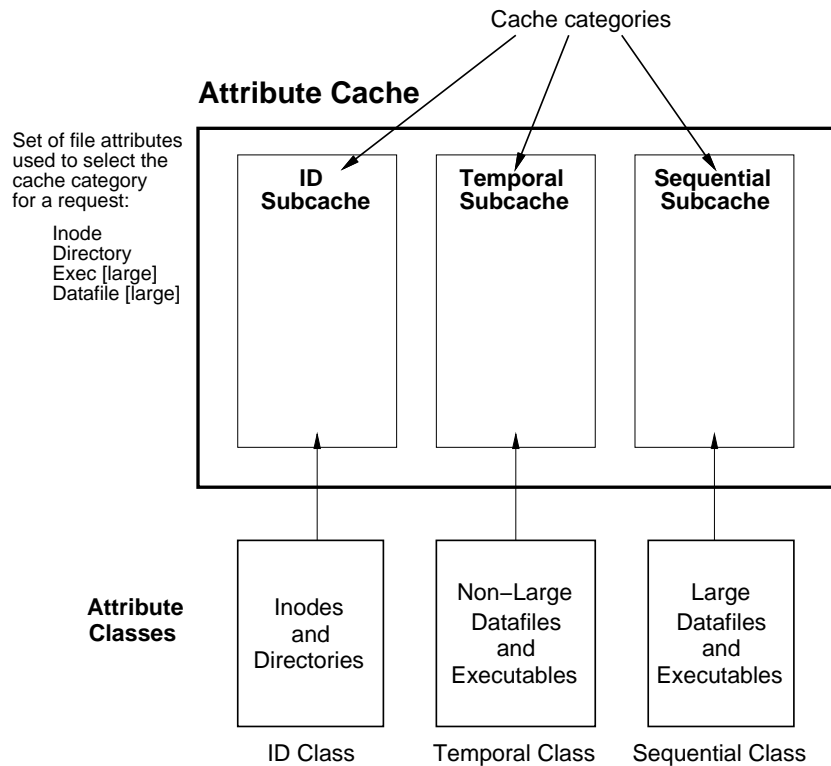 Cache categories
Attribute Cache
Set of file attributes
used to select the
cache category
for a request:
Inode
Directory
Exec [large]
Datafile [large]
ID
Subcache
Temporal
Subcache
Sequential
Subcache
Attribute
Classes
Inodes
and
Directories
Non−Large
Datafiles
and
Executables
Large
Datafiles
and
Executables
ID Class
Temporal Class
Sequential Class